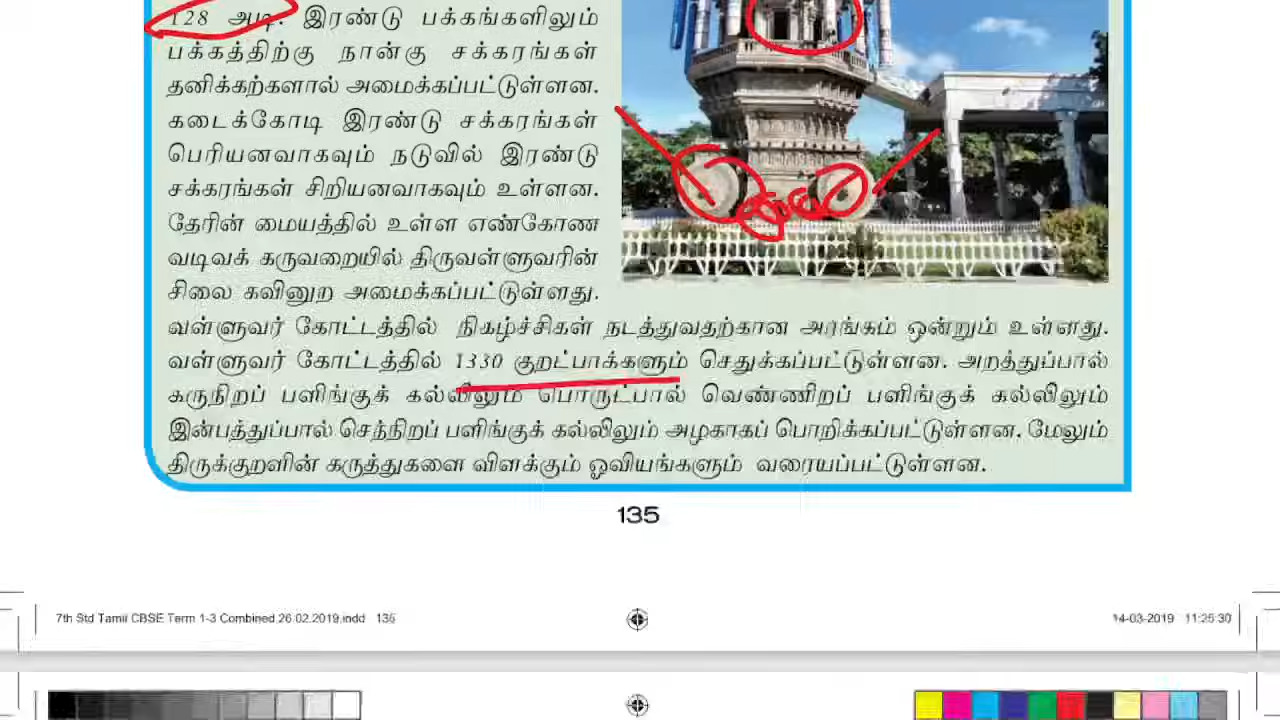 128 அடி. இரண்டு பக்கங்களிலும்
பக்கத்திற்கு நான்கு சக்கரங்கள்
தனிக்கற்களால் அமைக்கப்பட்டுள்ளன.
கடைக்கோடி இரண்டு சக்கரங்கள்
பெரியனவாகவும் நடுவில் இரண்டு
சக்கரங்கள் சிறியனவாகவும் உள்ளன.
தேரின் மையத்தில் உள்ள எண்கோண
வடிவக் கருவறையில் திருவள்ளுவரின்
சிலை கவினுற அமைக்கப்பட்டுள்ளது.
வள்ளுவர் கோட்டத்தில் நிகழ்ச்சிகள் நடத்துவதற்கான அரங்கம் ஒன்றும் உள்ளது.
வள்ளுவர் கோட்டத்தில் 1330 குறட்பாக்களும் செதுக்கப்பட்டுள்ளன. அறத்துப்பால்
கருநிறப் பளிங்குக் கல்லிலும் பொருட்பால் வெண்ணிறப் பளிங்குக் கல்லிலும்
இன்பத்துப்பால் செந்நிறப் பளிங்குக் கல்லிலும் அழகாகப் பொறிக்கப்பட்டுள்ளன. மேலும்
திருக்குறளின் கருத்துகளை விளக்கும் ஓவியங்களும் வரையப்பட்டுள்ளன.
135
7th Std Tamil CBSE Term 1-3 Combined.26.02.2019.indd 135
14-03-2019 11:25:30